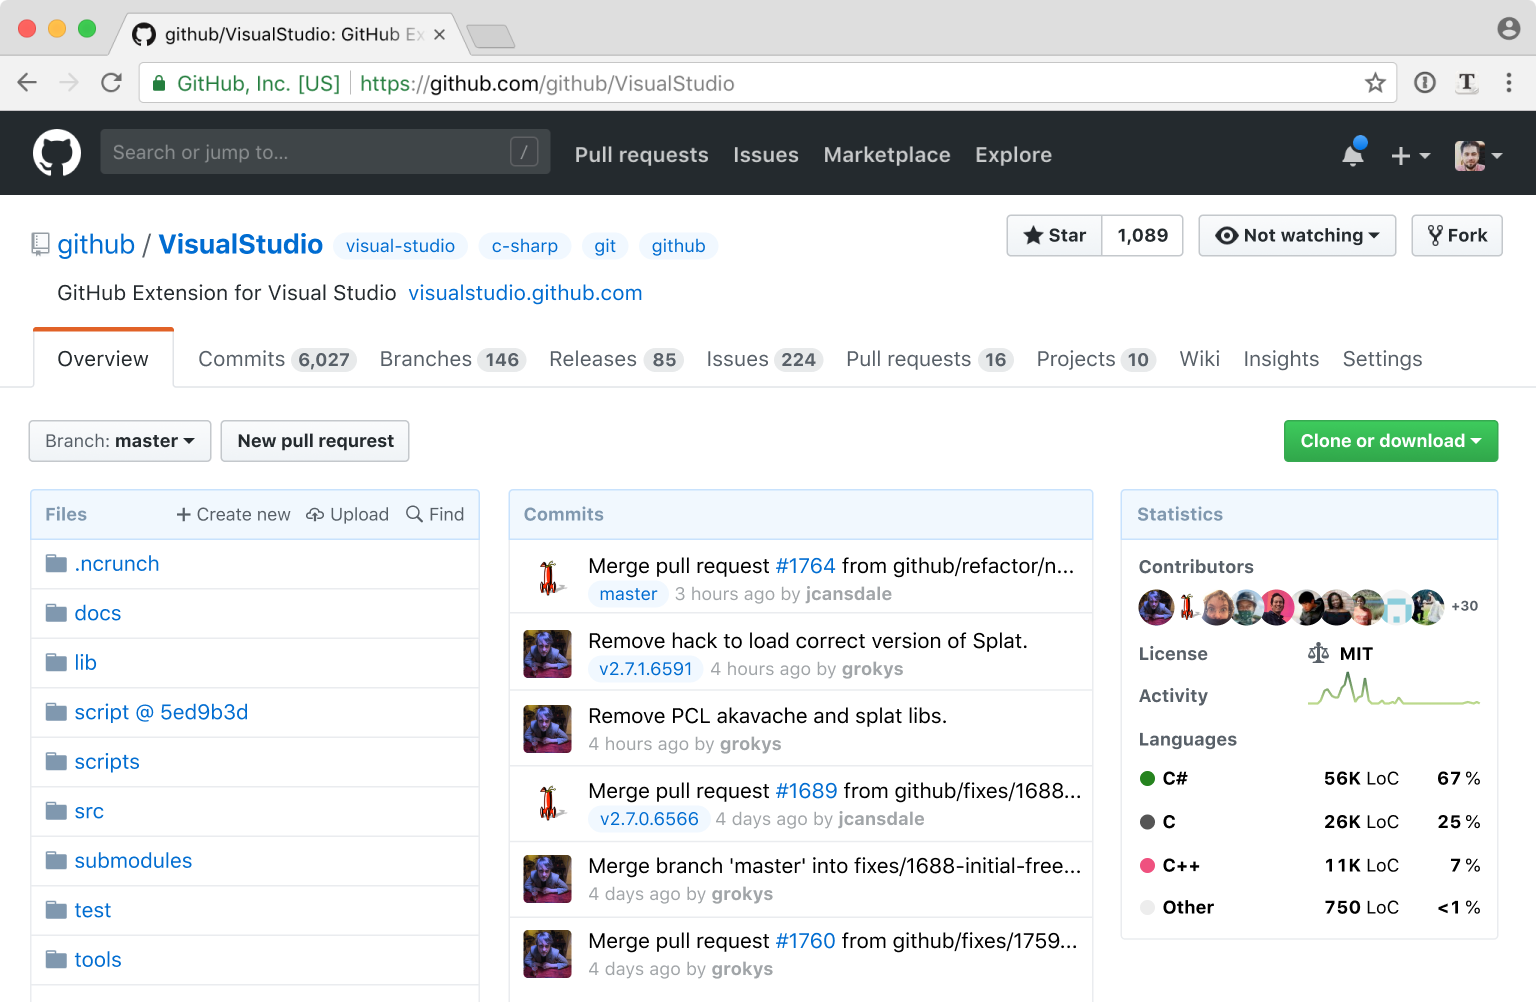 github/VisualStudio: GitHub Ex
GitHub, Inc. [US] https://github.com/github/VisualStudio
T
Search or jump to... / Pull requests Issues Marketplace Explore
github / VisualStudio visual-studio c-sharp git github Star 1,089 Not watching Fork
GitHub Extension for Visual Studio visualstudio.github.com
Overview Commits 6,027 Branches 146 Releases 85 Issues 224 Pull requests 16 Projects 10 Wiki Insights Settings
Branch: master New pull requrest Clone or download
Files Create new Upload Find
.ncrunch
docs
lib
script @ 5ed9b3d
scripts
src
submodules
test
tools
Commits
Merge pull request #1764 from github/refactor/n...
master 3 hours ago by jcansdale
Remove hack to load correct version of Splat.
v2.7.1.6591 4 hours ago by grokys
Remove PCL akavache and splat libs.
4 hours ago by grokys
Merge pull request #1689 from github/fixes/1688...
v2.7.0.6566 4 days ago by jcansdale
Merge branch 'master' into fixes/1688-initial-free...
4 days ago by grokys
Merge pull request #1760 from github/fixes/1759...
4 days ago by grokys
Statistics
Contributors
+30
License MIT
Activity
Languages
C# 56K LoC 67 %
C 26K LoC 25 %
C++ 11K LoC 7 %
Other 750 LoC <1 %